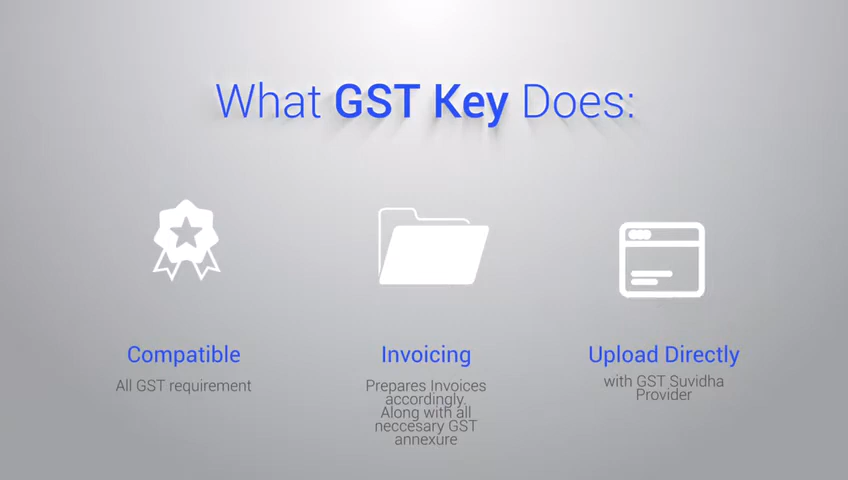 What GST Key Does:
Compatible
All GST requirement
Invoicing
Prepares Invoices
accordingly.
Along with all
neccesary GST
annexure
Upload Directly
with GST Suvidha
Provider